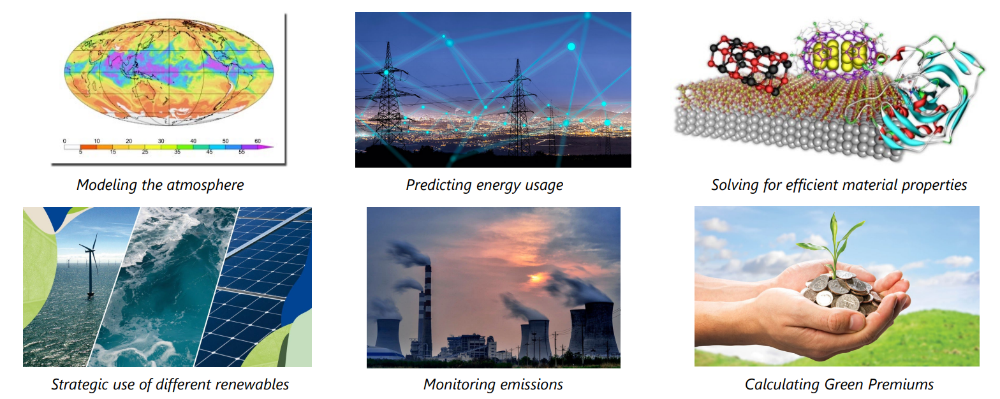 0 10 20 30 40 50 60
5 15 25 35 45 55
Modeling the atmosphere
Predicting energy usage
Solving for efficient material properties
Strategic use of different renewables
Monitoring emissions
Calculating Green Premiums